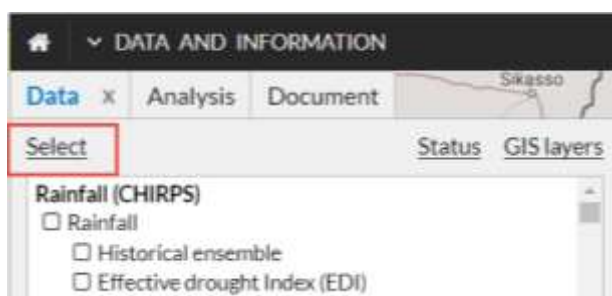 DATA AND INFORMATION
Data x Analysis Document
Sikasso
Select Status GIS layers
Rainfall (CHIRPS)
Rainfall
Historical ensemble
Effective drought Index (EDI)